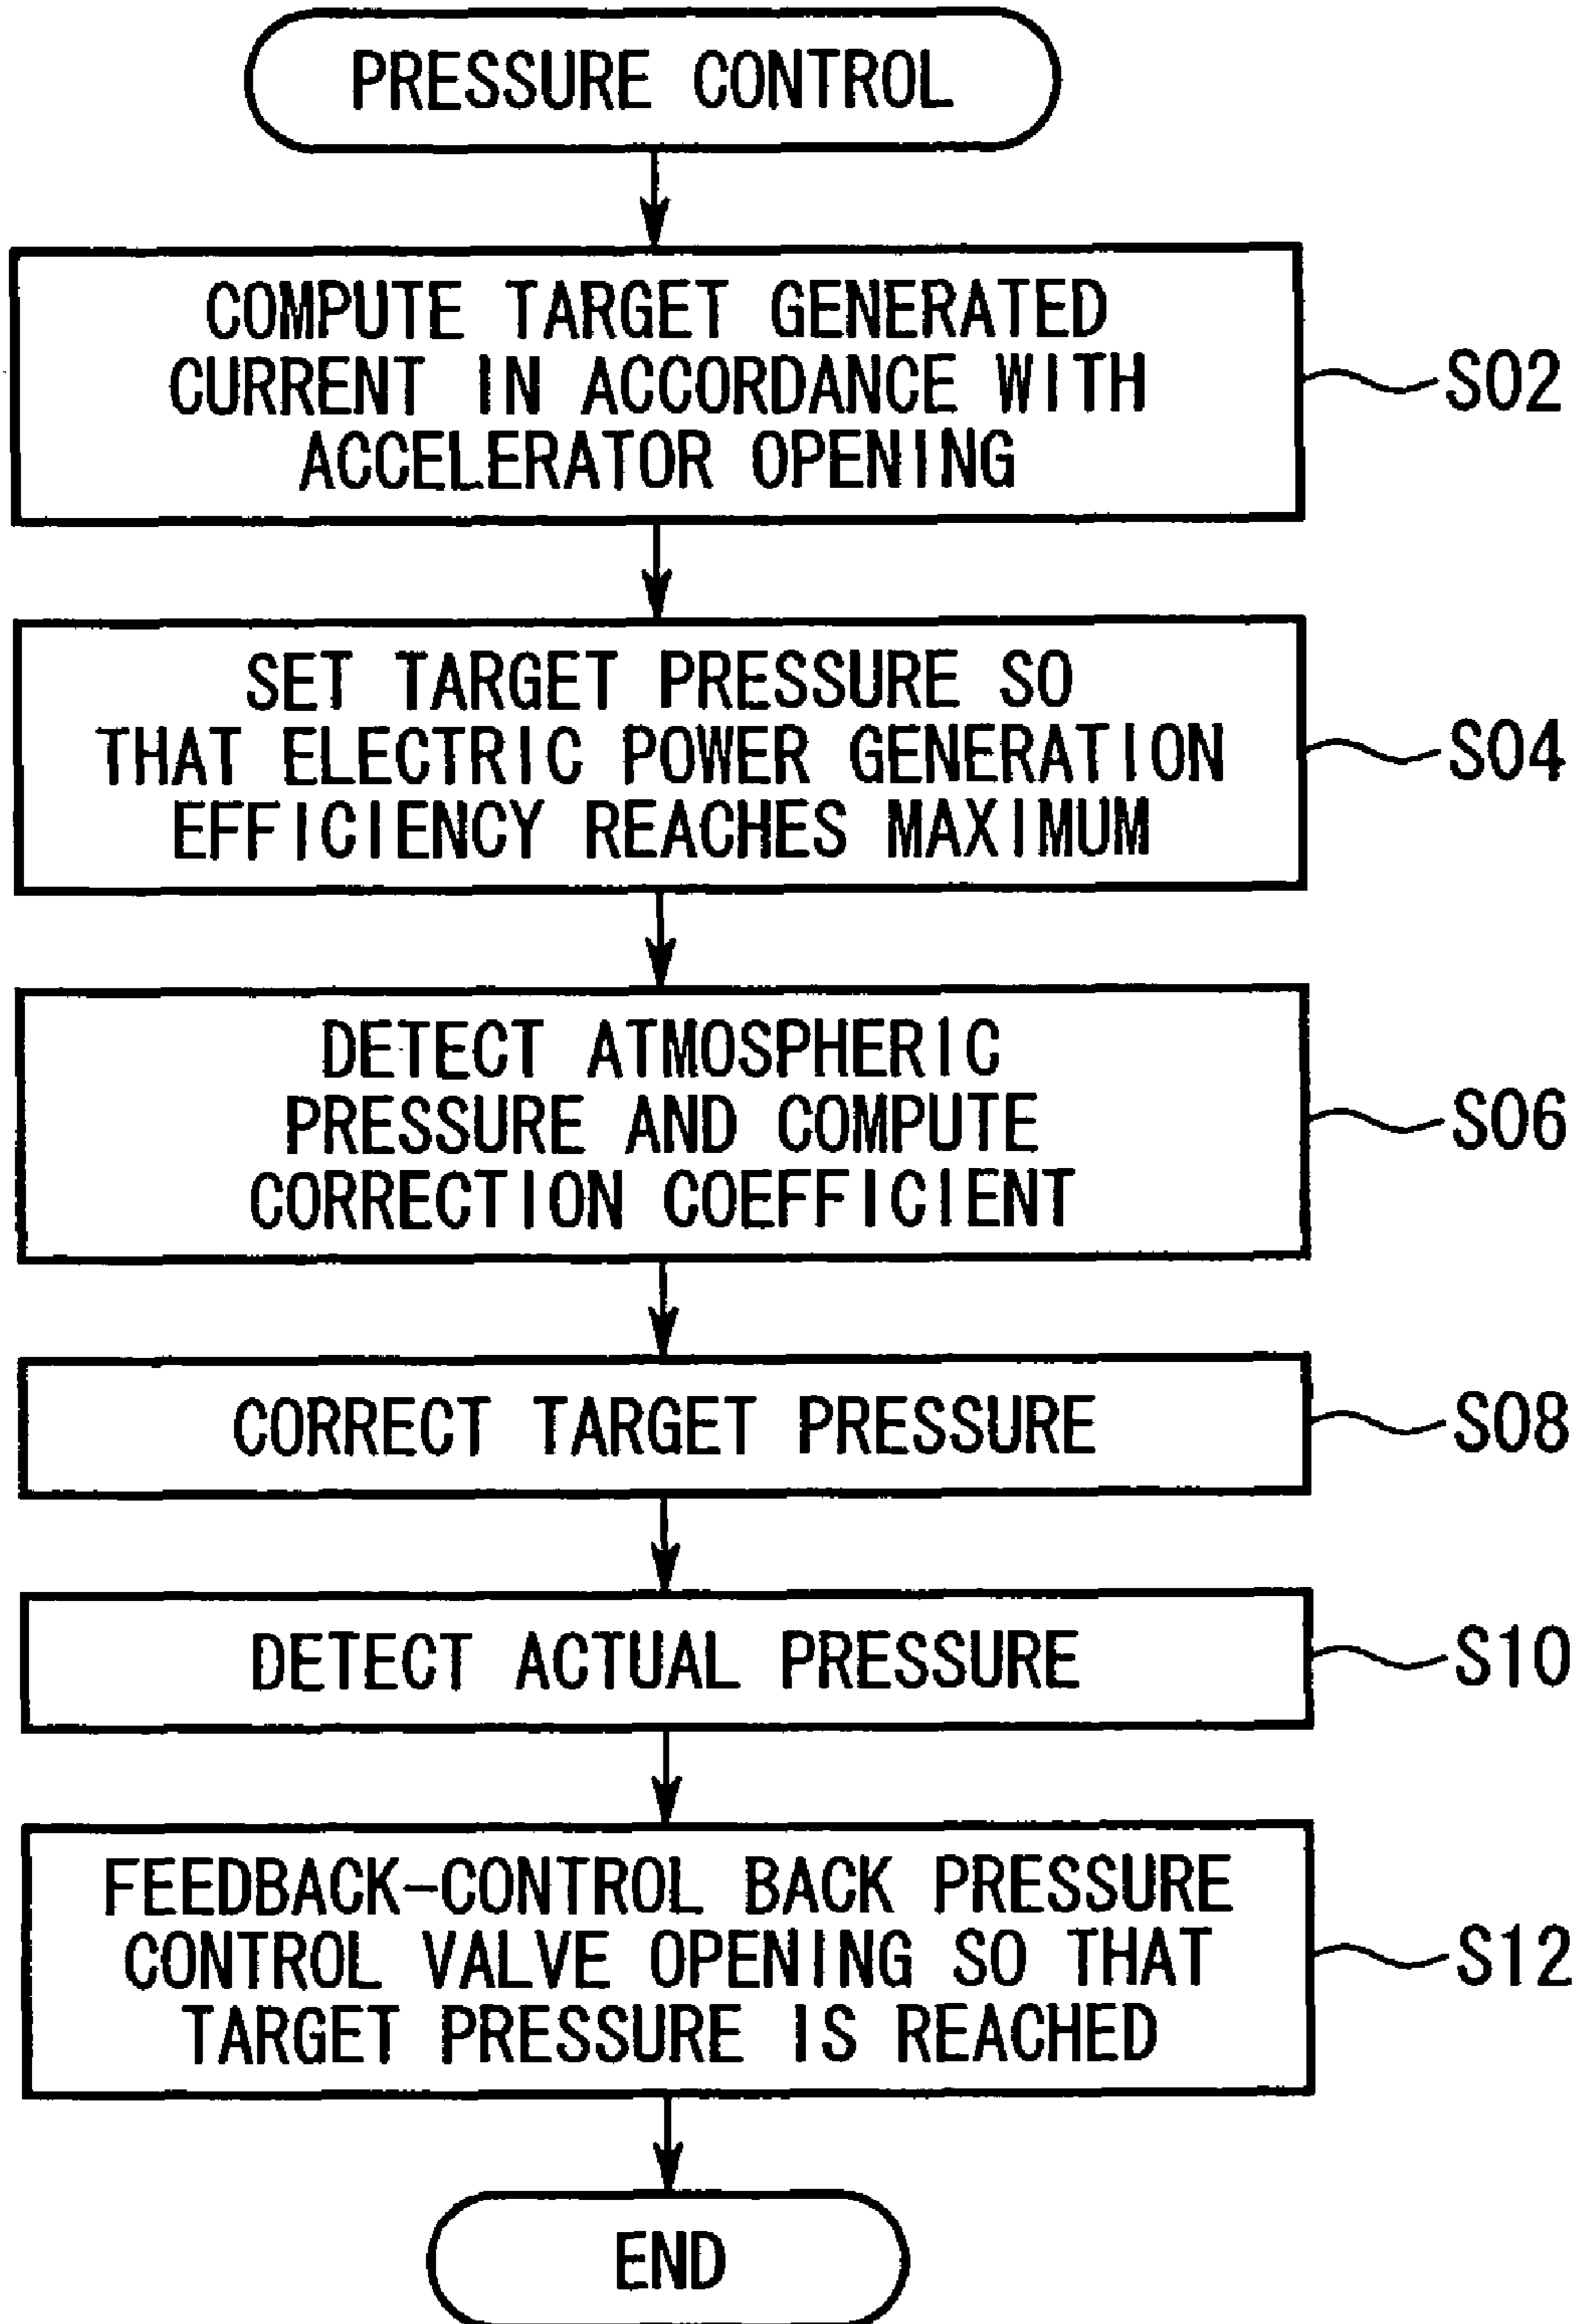 PRESSURE CONTROL
COMPUTE TARGET GENERATED
CURRENT IN ACCORDANCE WITH
ACCELERATOR OPENING
S02
SET TARGET PRESSURE SO
THAT ELECTRIC POWER GENERATION
EFFICIENCY REACHES MAXIMUM
S04
DETECT ATMOSPHERIC
PRESSURE AND COMPUTE
CORRECTION COEFFICIENT
S06
CORRECT TARGET PRESSURE
S08
DETECT ACTUAL PRESSURE
S10
FEEDBACK-CONTROL BACK PRESSURE
CONTROL VALVE OPENING SO THAT
TARGET PRESSURE IS REACHED
S12
END